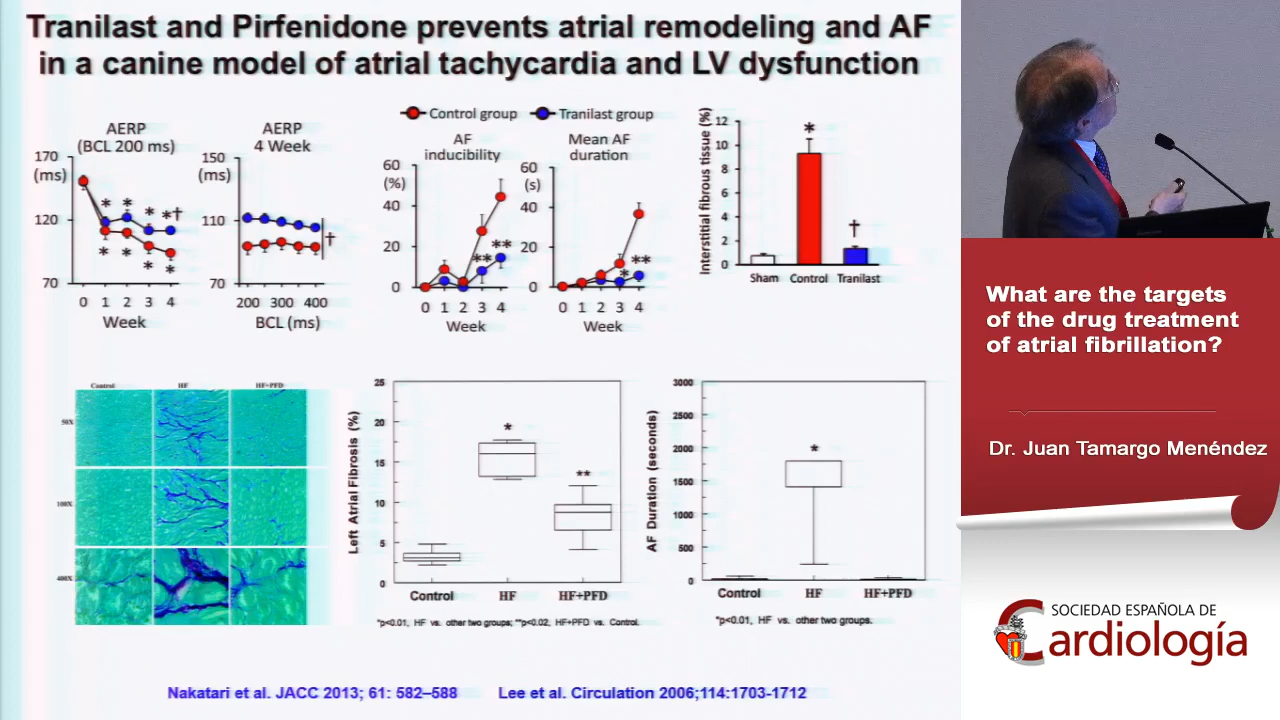 Tranilast and Pirfenidone prevents atrial remodeling and AF
in a canine model of atrial tachycardia and LV dysfunction
Control group
Tranilast group
AERP
(BCL 200 ms)
170
(ms)
120
70
* * * *†
* * * *
0 1 2 3 4
Week
AERP
4 Week
150
(ms)
110
70
†
200 300 400
BCL (ms)
AF
inducibility
60
(%)
40
20
0
** **
0 1 2 3 4
Week
Mean AF
duration
60
(s)
40
20
0
* **
0 1 2 3 4
Week
Interstitial fibrous tissue (%)
12
10
8
6
4
2
0
*
†
Sham Control Tranilast
Control HF HF+PFD
50X
100X
400X
Left Atrial Fibrosis (%)
25
20
15
10
5
0
*
**
Control HF HF+PFD
*p<0.01, HF vs. other two groups; **p<0.02, HF+PFD vs. Control.
AF Duration (seconds)
3000
2500
2000
1500
1000
500
0
*
Control HF HF+PFD
*p<0.01, HF vs. other two groups.
Nakatari et al. JACC 2013; 61: 582–588
Lee et al. Circulation 2006;114:1703-1712
What are the targets
of the drug treatment
of atrial fibrillation?
Dr. Juan Tamargo Menéndez
SOCIEDAD ESPAÑOLA DE
Cardiología